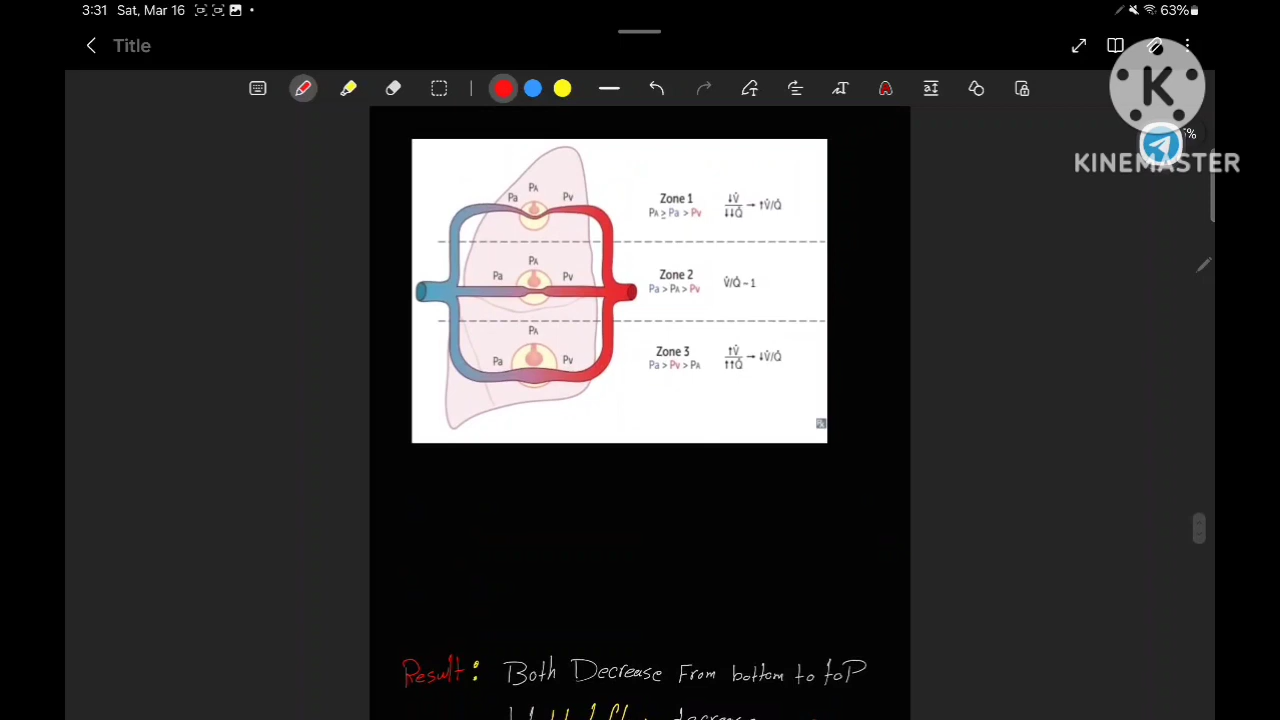 3:31 Sat, Mar 16
63%
Title
K
%
KINEMASTER
Pa PA Pv
Zone 1
PA ≥ Pa > Pv
↓V̇/↓↓Q̇ → ↑V̇/Q̇
Pa PA Pv
Zone 2
Pa > PA > Pv
V̇/Q̇ ~ 1
Pa PA Pv
Zone 3
Pa > Pv > PA
↑V̇/↑↑Q̇ → ↓V̇/Q̇
Result: Both Decrease From bottom to toP
decrease